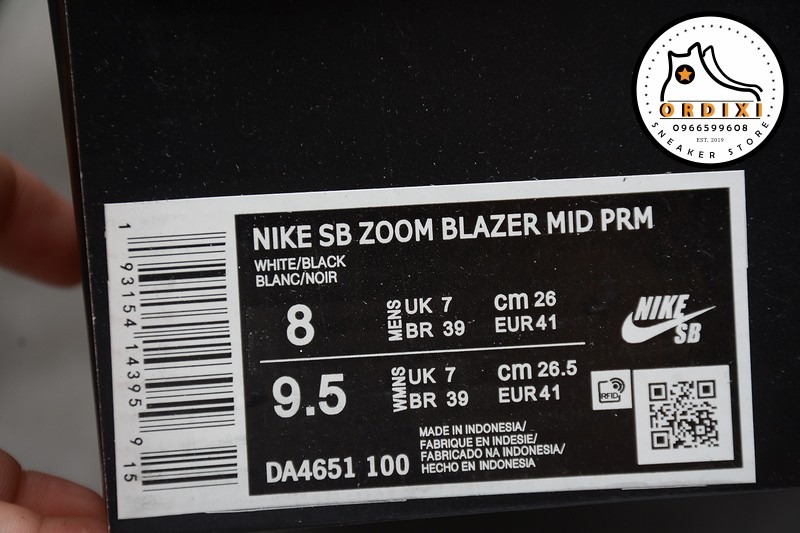 ORDIXI
0966599608
EST. 2019
SNEAKER STORE
NIKE SB ZOOM BLAZER MID PRM
WHITE/BLACK
BLANC/NOIR
8 MENS UK 7 cm 26
BR 39 EUR 41
NIKE
SB
9.5 WMNS UK 7 cm 26.5
BR 39 EUR 41
RFID
MADE IN INDONESIA/
FABRIQUE EN INDESIE/
FABRICADO NA INDONESIA/
HECHO EN INDONESIA
DA4651 100
1 93154 14395 9 15